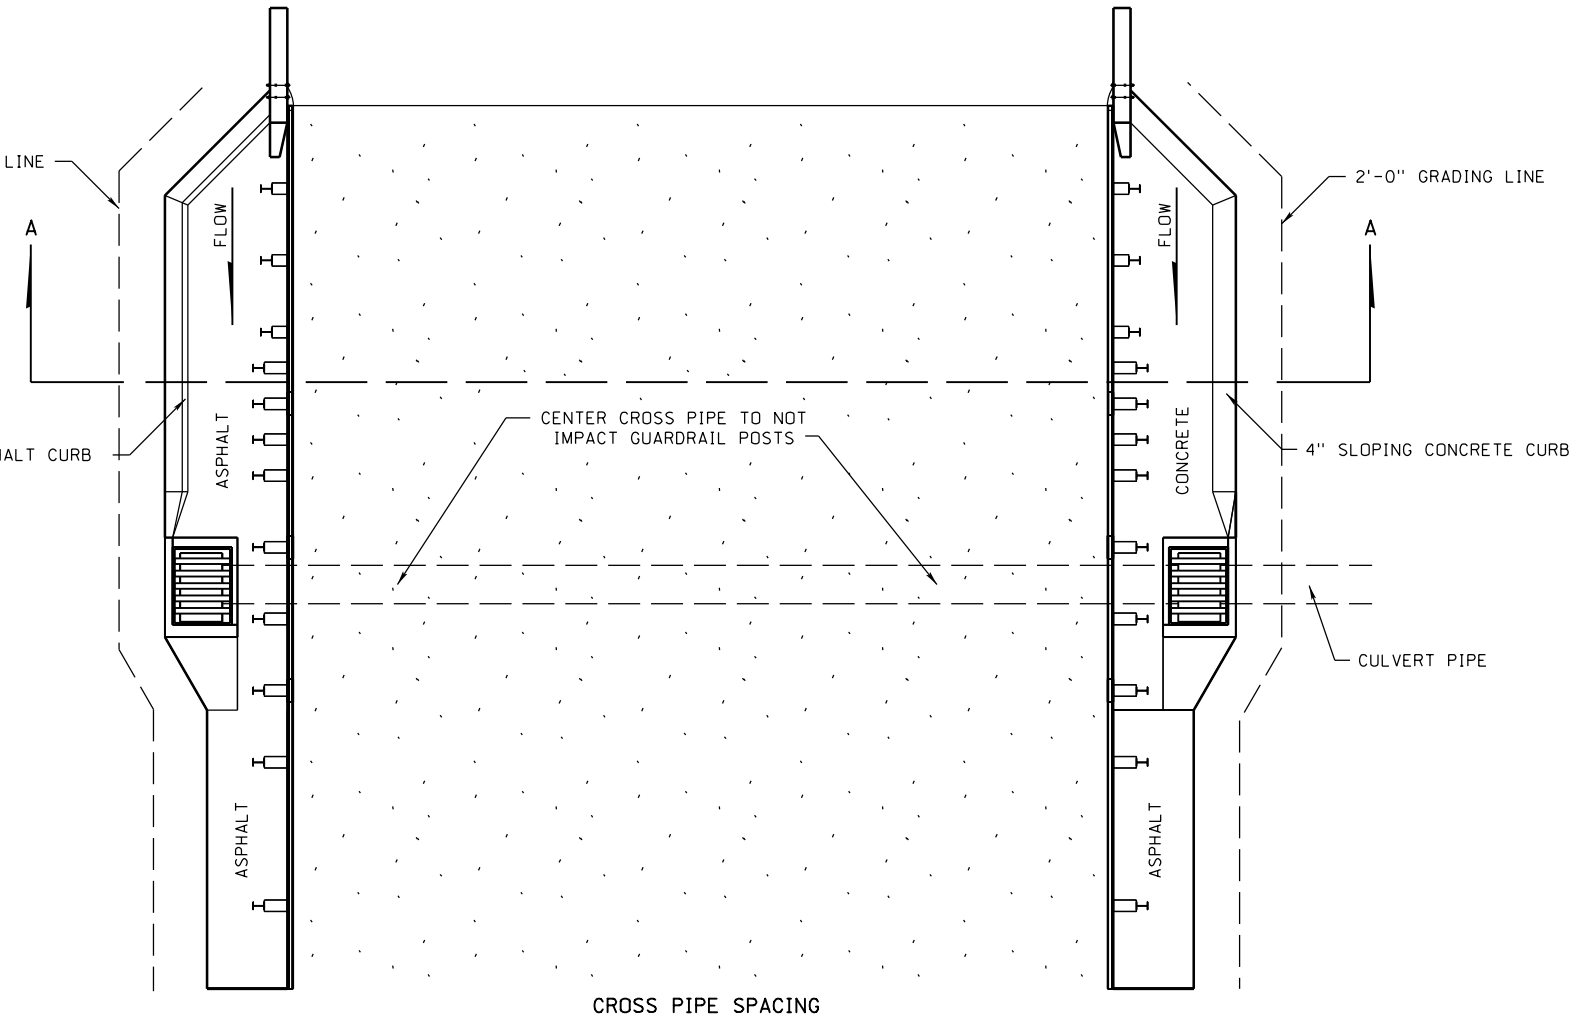 LINE
2'-0" GRADING LINE
A
FLOW
FLOW
A
CENTER CROSS PIPE TO NOT
IMPACT GUARDRAIL POSTS
ASPHALT
CONCRETE
ALT CURB
4" SLOPING CONCRETE CURB
CULVERT PIPE
ASPHALT
ASPHALT
CROSS PIPE SPACING